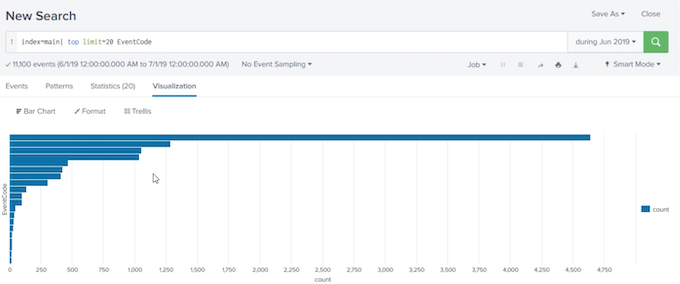 New Search
Save As ▾ Close
1 index=main| top limit=20 EventCode
during Jun 2019 ▾
✓ 11,100 events (6/1/19 12:00:00.000 AM to 7/1/19 12:00:00.000 AM) No Event Sampling ▾
Job ▾ Smart Mode ▾
Events Patterns Statistics (20) Visualization
Bar Chart Format Trellis
EventCode
count
0 250 500 750 1,000 1,250 1,500 1,750 2,000 2,250 2,500 2,750 3,000 3,250 3,500 3,750 4,000 4,250 4,500 4,750
count